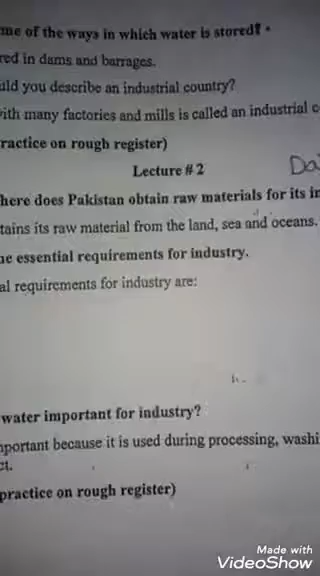 me of the ways in which water is stored?
red in dams and barrages.
uld you describe an industrial country?
with many factories and mills is called an industrial c
ractice on rough register)
Lecture # 2
Da
here does Pakistan obtain raw materials for its in
tains its raw material from the land, sea and oceans.
he essential requirements for industry.
al requirements for industry are:
water important for industry?
mportant because it is used during processing, washi
ct.
practice on rough register)
Made with
VideoShow